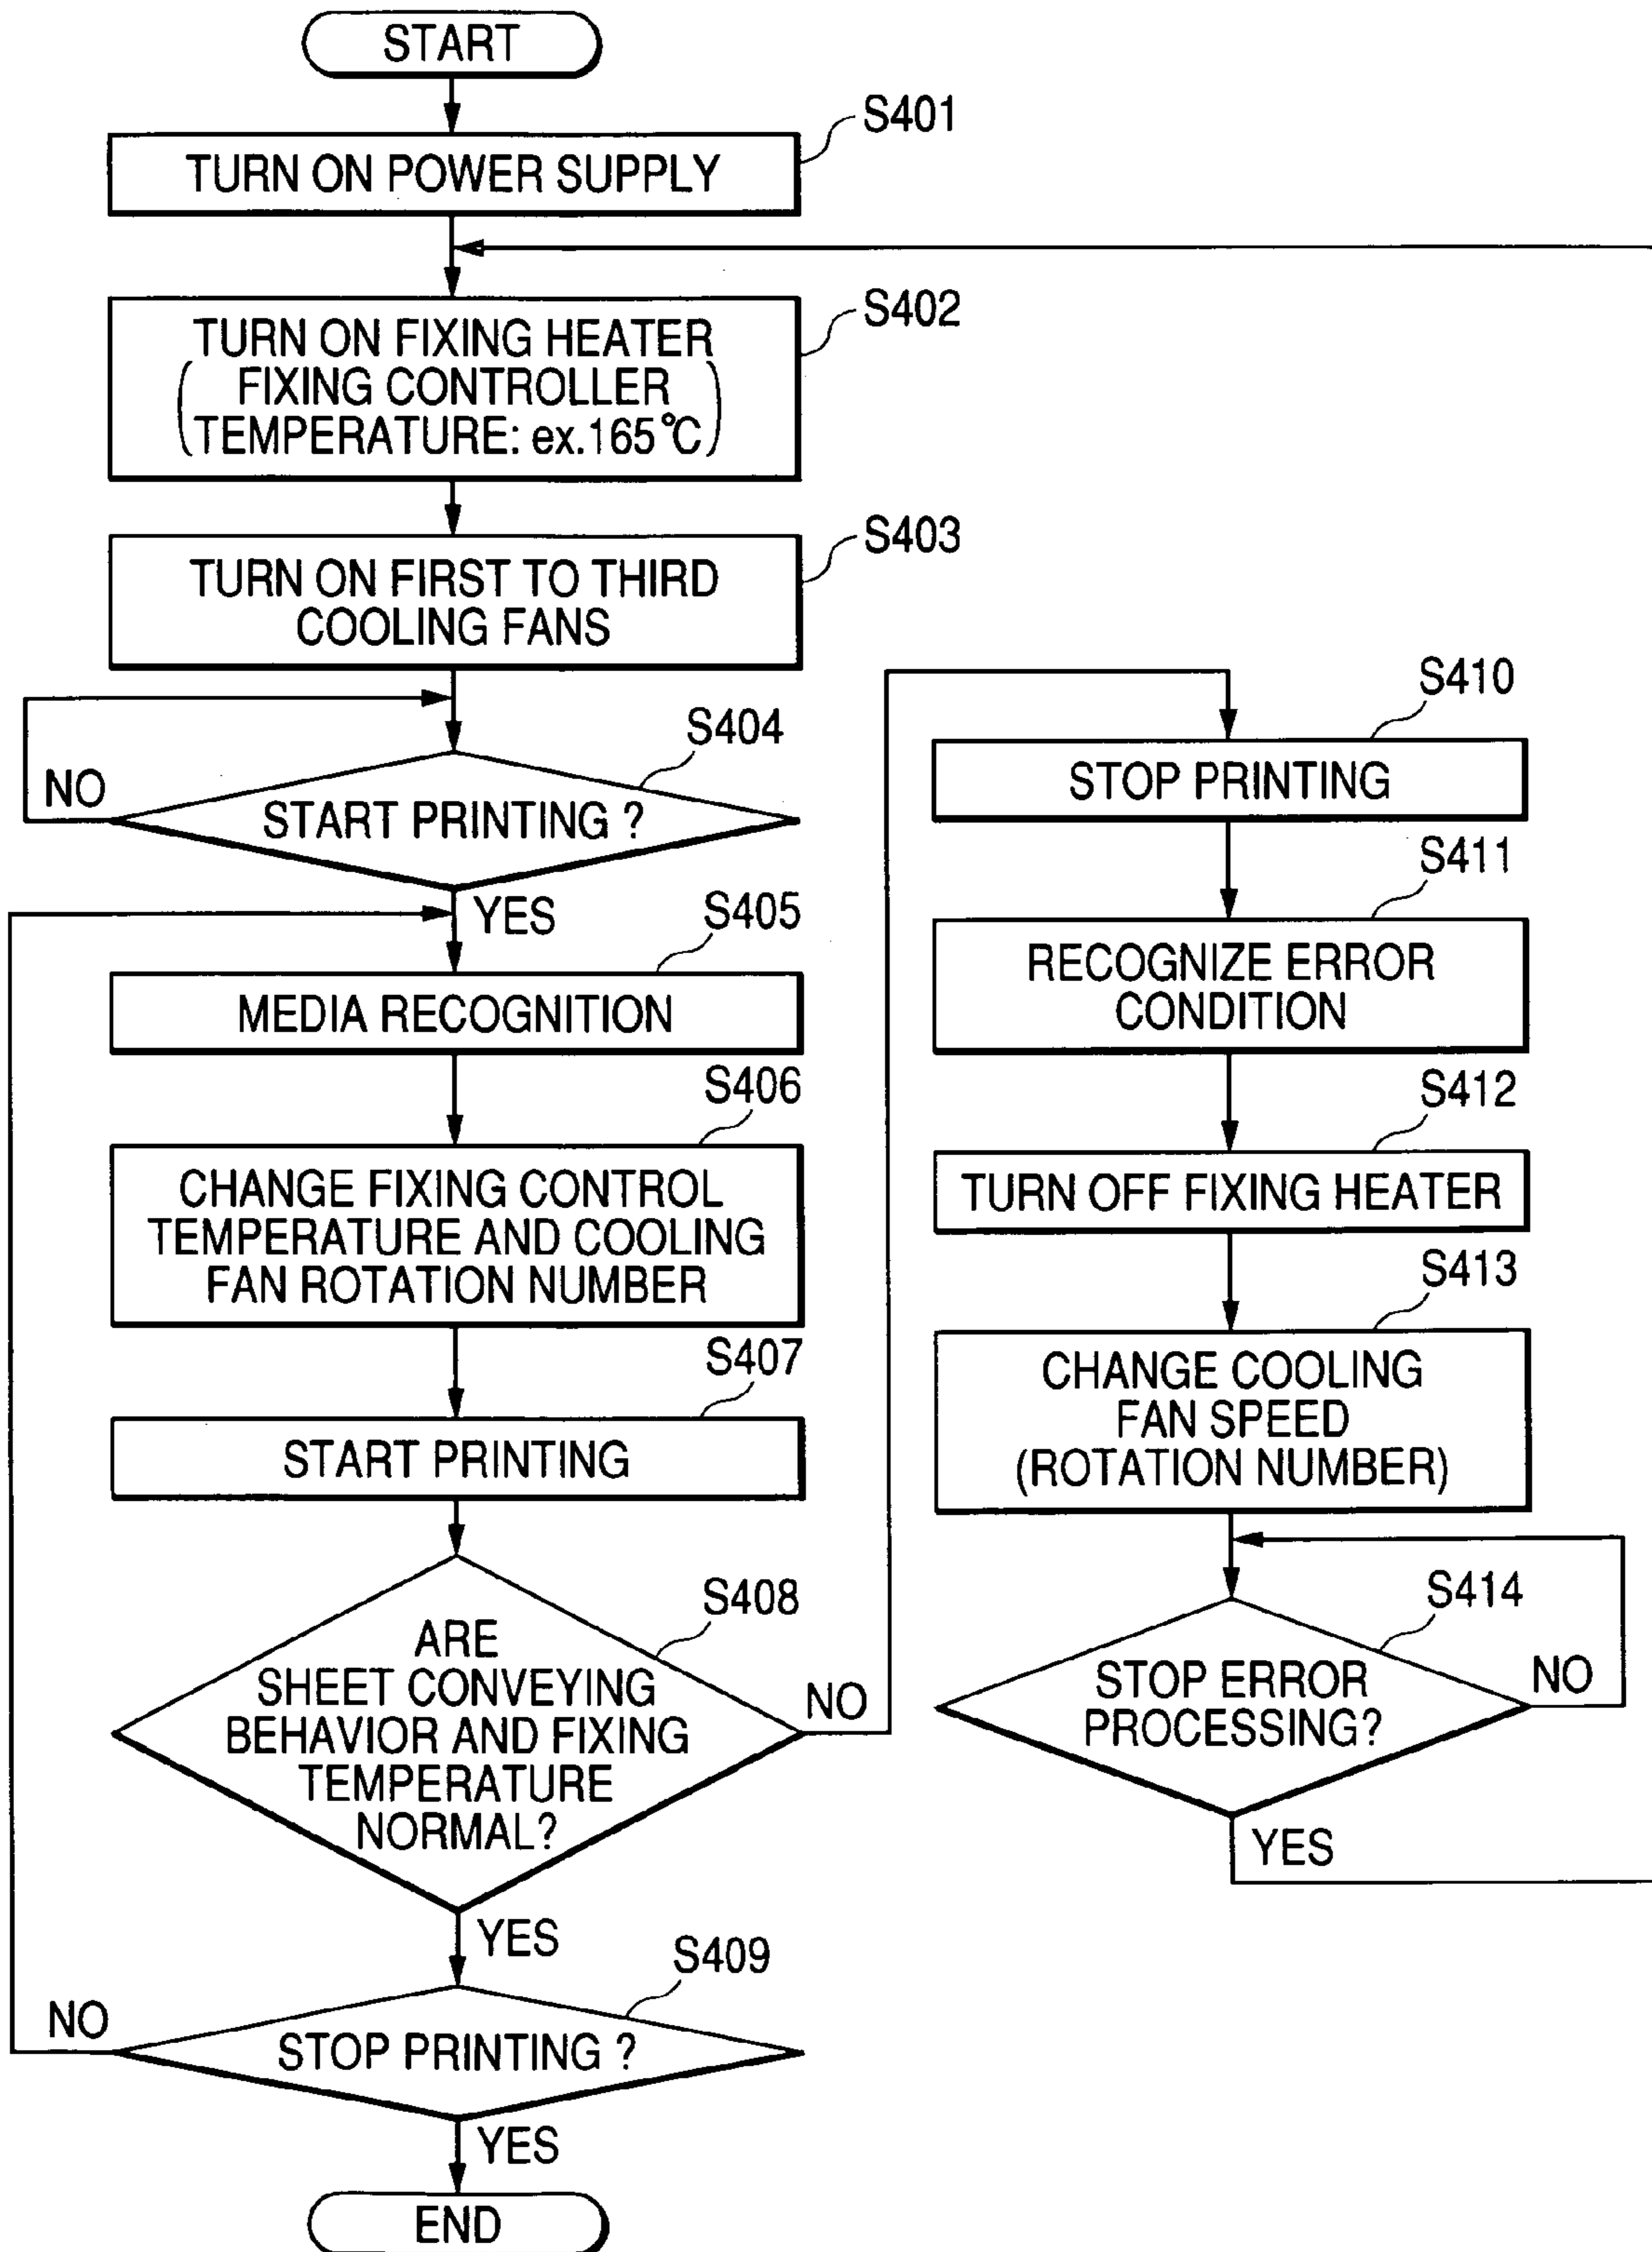 START
S401
TURN ON POWER SUPPLY
S402
TURN ON FIXING HEATER
(FIXING CONTROLLER
TEMPERATURE: ex.165°C)
S403
TURN ON FIRST TO THIRD
COOLING FANS
S404
NO
START PRINTING ?
YES
S405
MEDIA RECOGNITION
S406
CHANGE FIXING CONTROL
TEMPERATURE AND COOLING
FAN ROTATION NUMBER
S407
START PRINTING
S408
ARE
SHEET CONVEYING
BEHAVIOR AND FIXING
TEMPERATURE
NORMAL?
NO
YES
S409
NO
STOP PRINTING ?
YES
END
S410
STOP PRINTING
S411
RECOGNIZE ERROR
CONDITION
S412
TURN OFF FIXING HEATER
S413
CHANGE COOLING
FAN SPEED
(ROTATION NUMBER)
S414
STOP ERROR
PROCESSING?
NO
YES